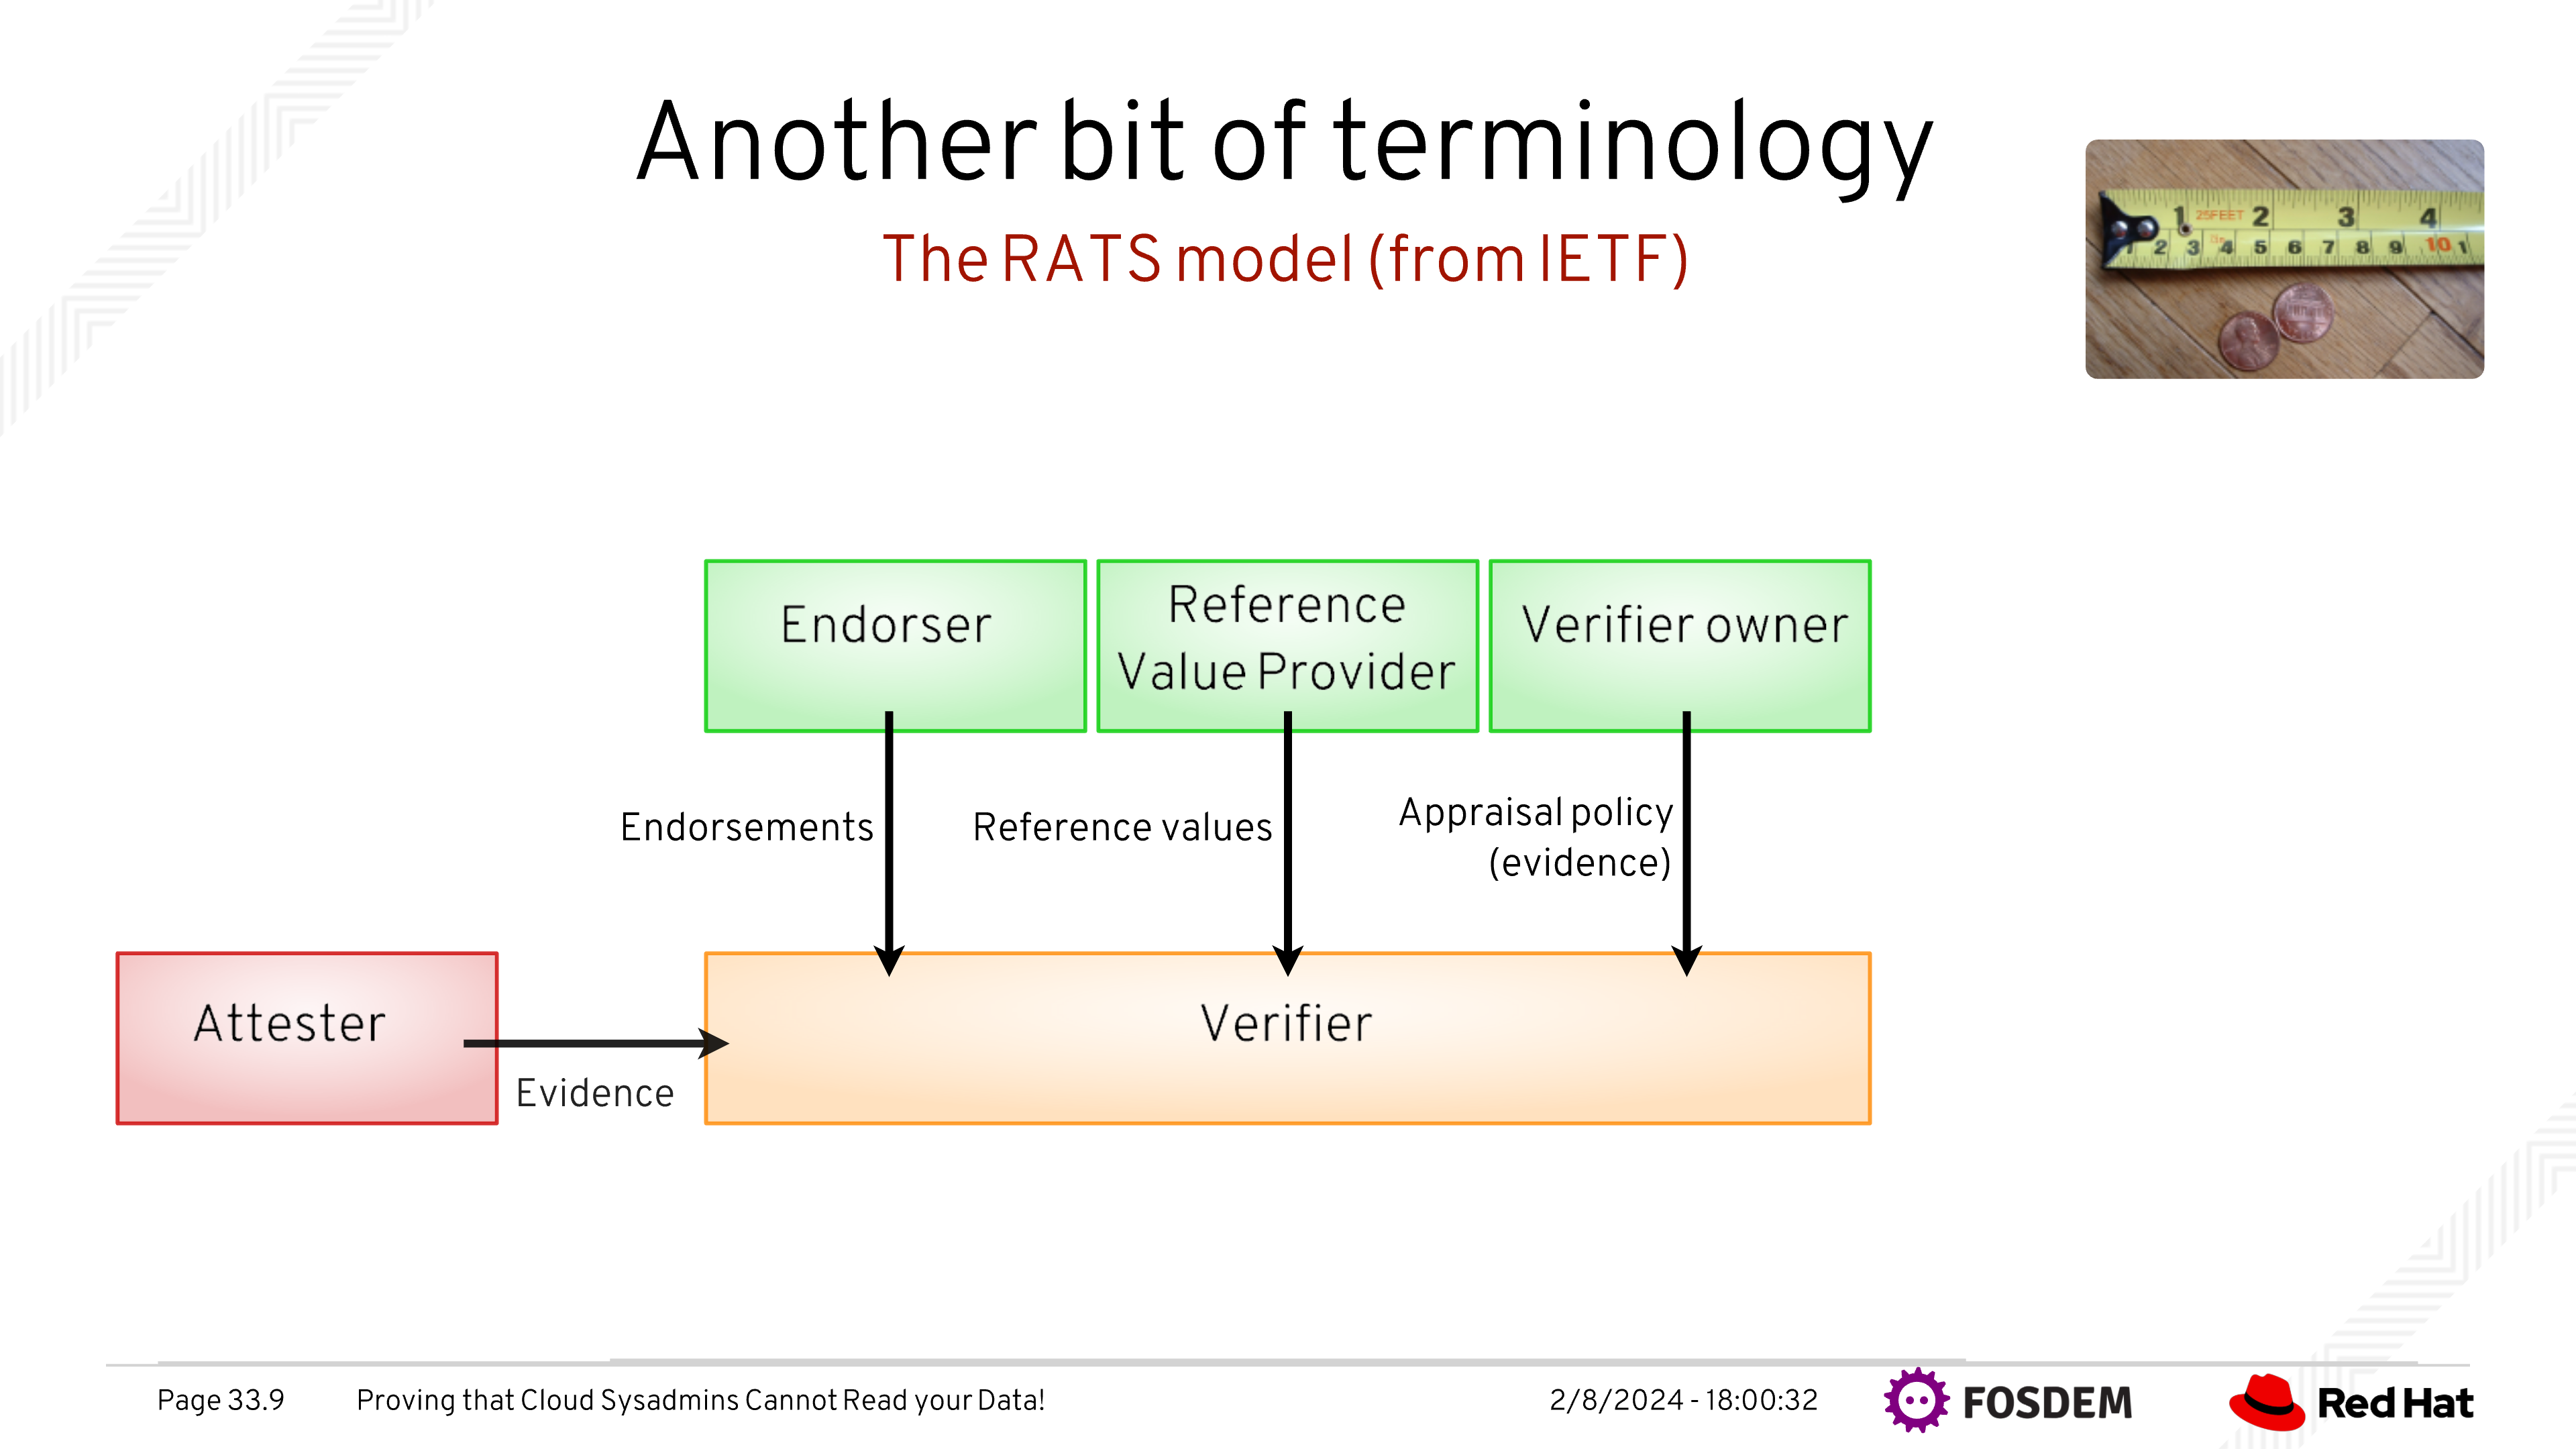 Another bit of terminology
The RATS model (from IETF)
1 25FEET 2 3 4
1 2 3 4 5 6 7 8 9 10 1
Endorser
Reference
Value Provider
Verifier owner
Endorsements
Reference values
Appraisal policy
(evidence)
Attester
Evidence
Verifier
Page 33.9
Proving that Cloud Sysadmins Cannot Read your Data!
2/8/2024 - 18:00:32
FOSDEM
Red Hat